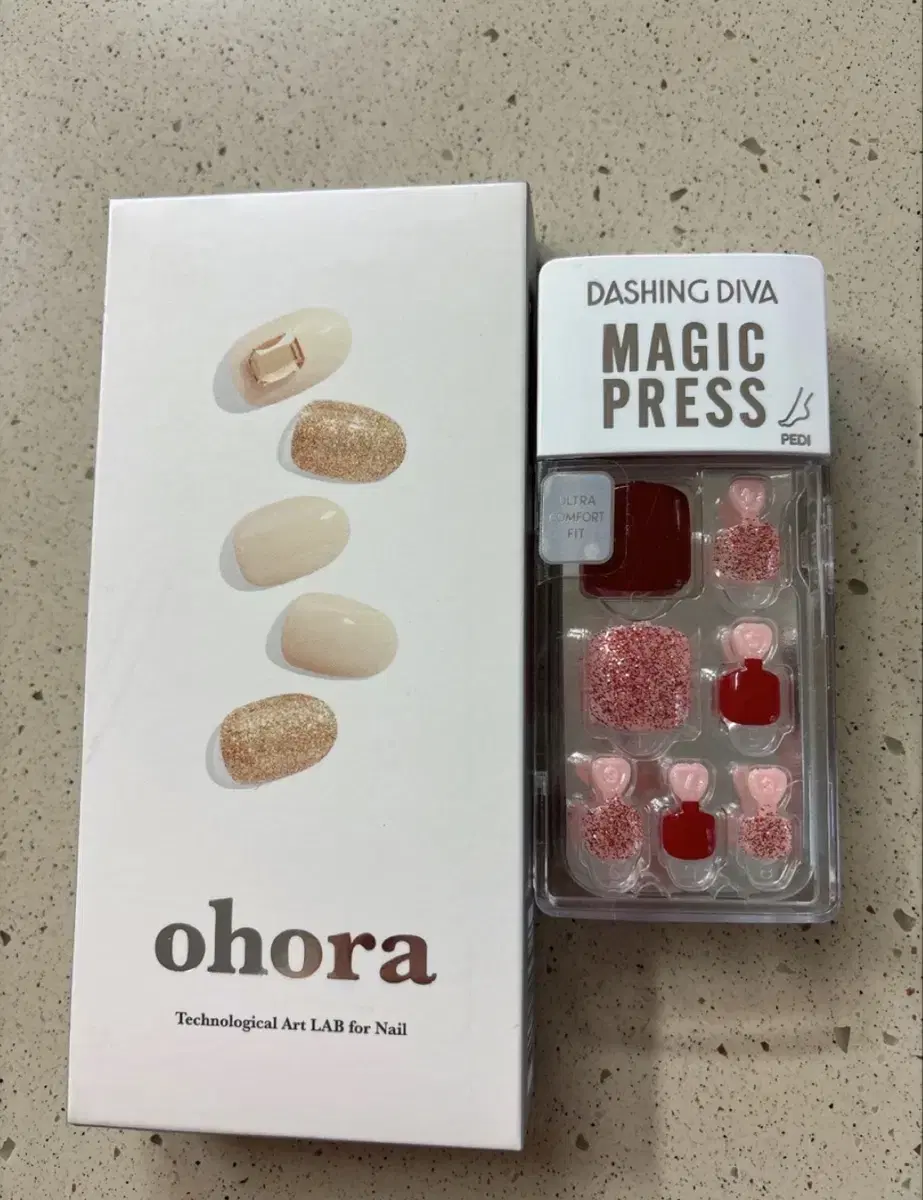 ohora
Technological Art LAB for Nail
DASHING DIVA
MAGIC
PRESS
PEDI
ULTRA
COMFORT
FIT